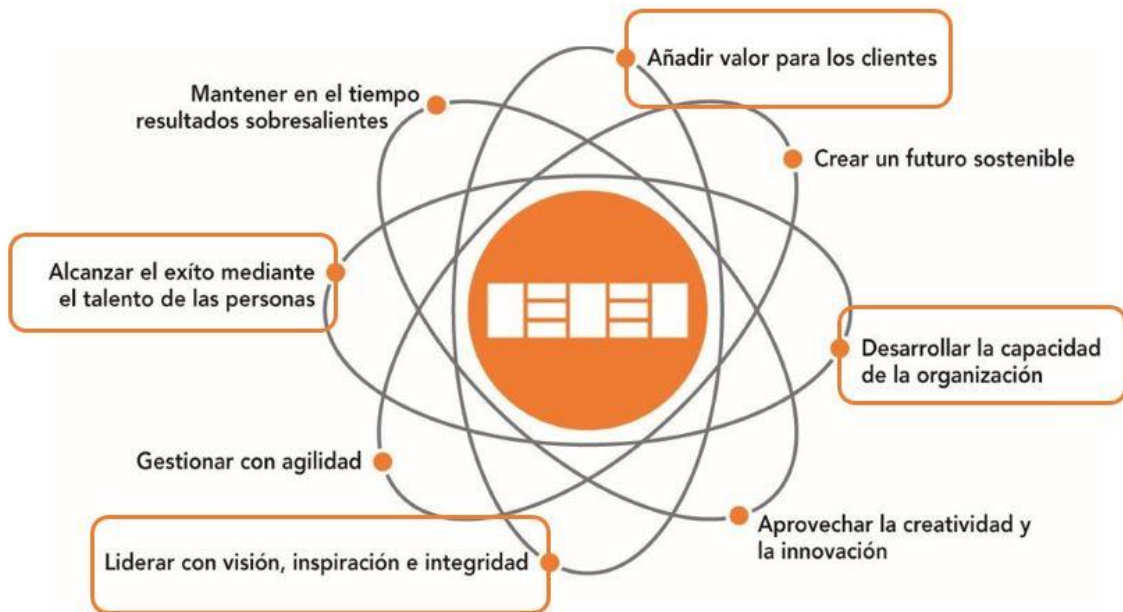 Añadir valor para los clientes
Mantener en el tiempo
resultados sobresalientes
Crear un futuro sostenible
Alcanzar el exíto mediante
el talento de las personas
Desarrollar la capacidad
de la organización
Gestionar con agilidad
Aprovechar la creatividad y
la innovación
Liderar con visión, inspiración e integridad